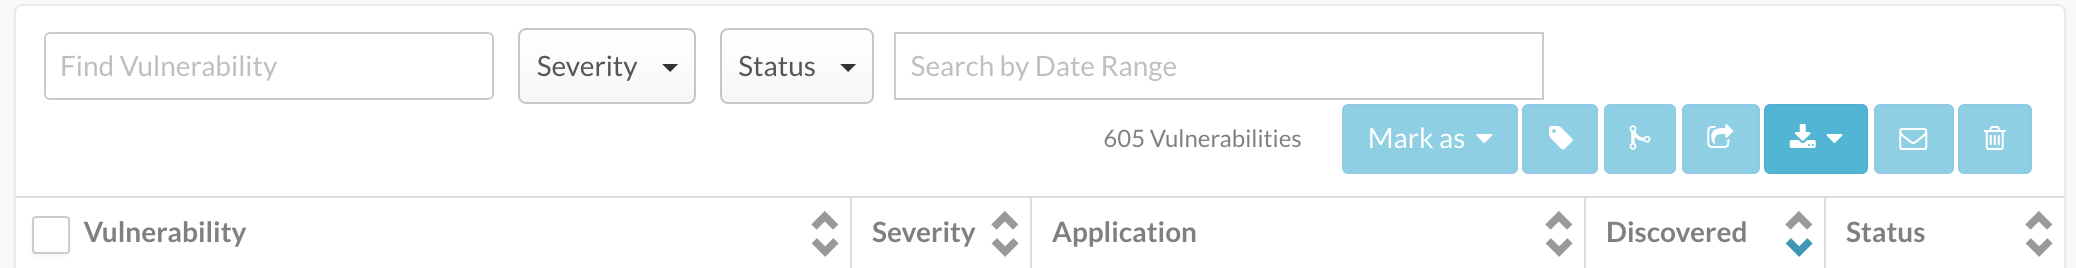 Find Vulnerability Severity Status Search by Date Range
605 Vulnerabilities Mark as
Vulnerability Severity Application Discovered Status